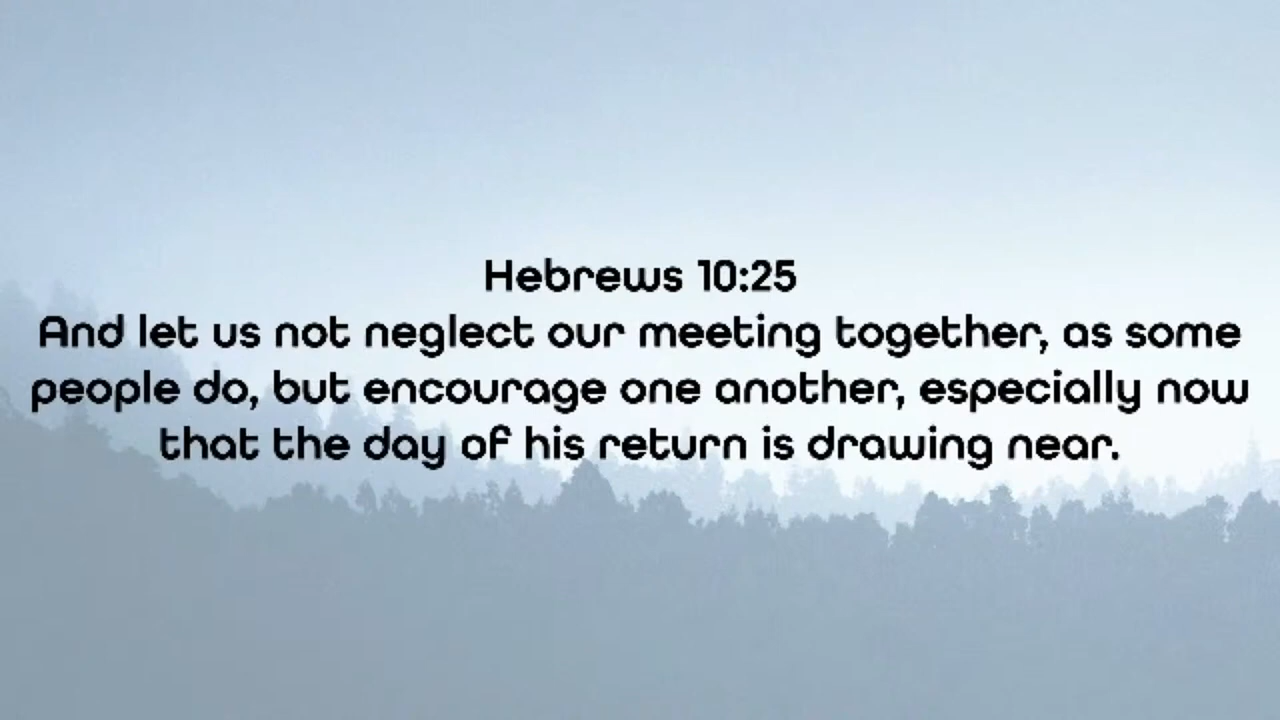 Hebrews 10:25
And let us not neglect our meeting together, as some
people do, but encourage one another, especially now
that the day of his return is drawing near.